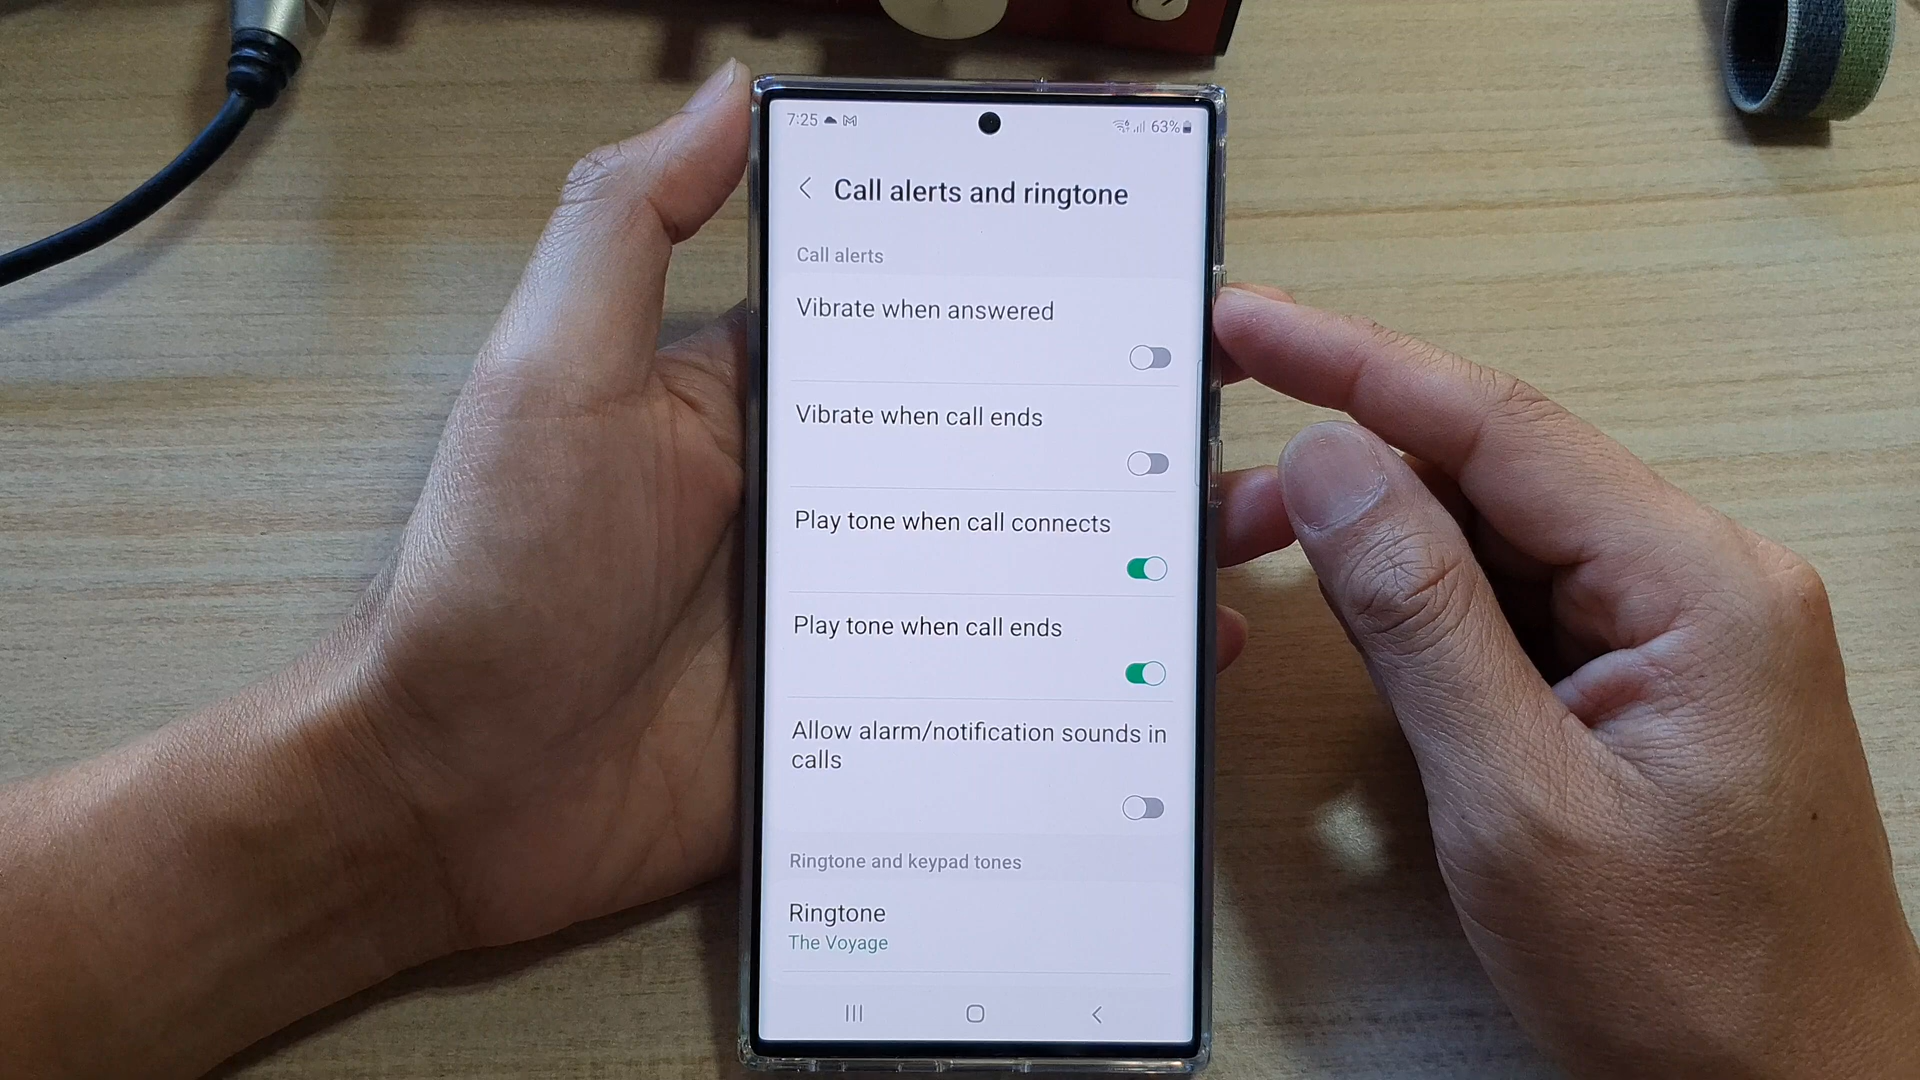 7:25
63%
Call alerts and ringtone
Call alerts
Vibrate when answered
Vibrate when call ends
Play tone when call connects
Play tone when call ends
Allow alarm/notification sounds in
calls
Ringtone and keypad tones
Ringtone
The Voyage